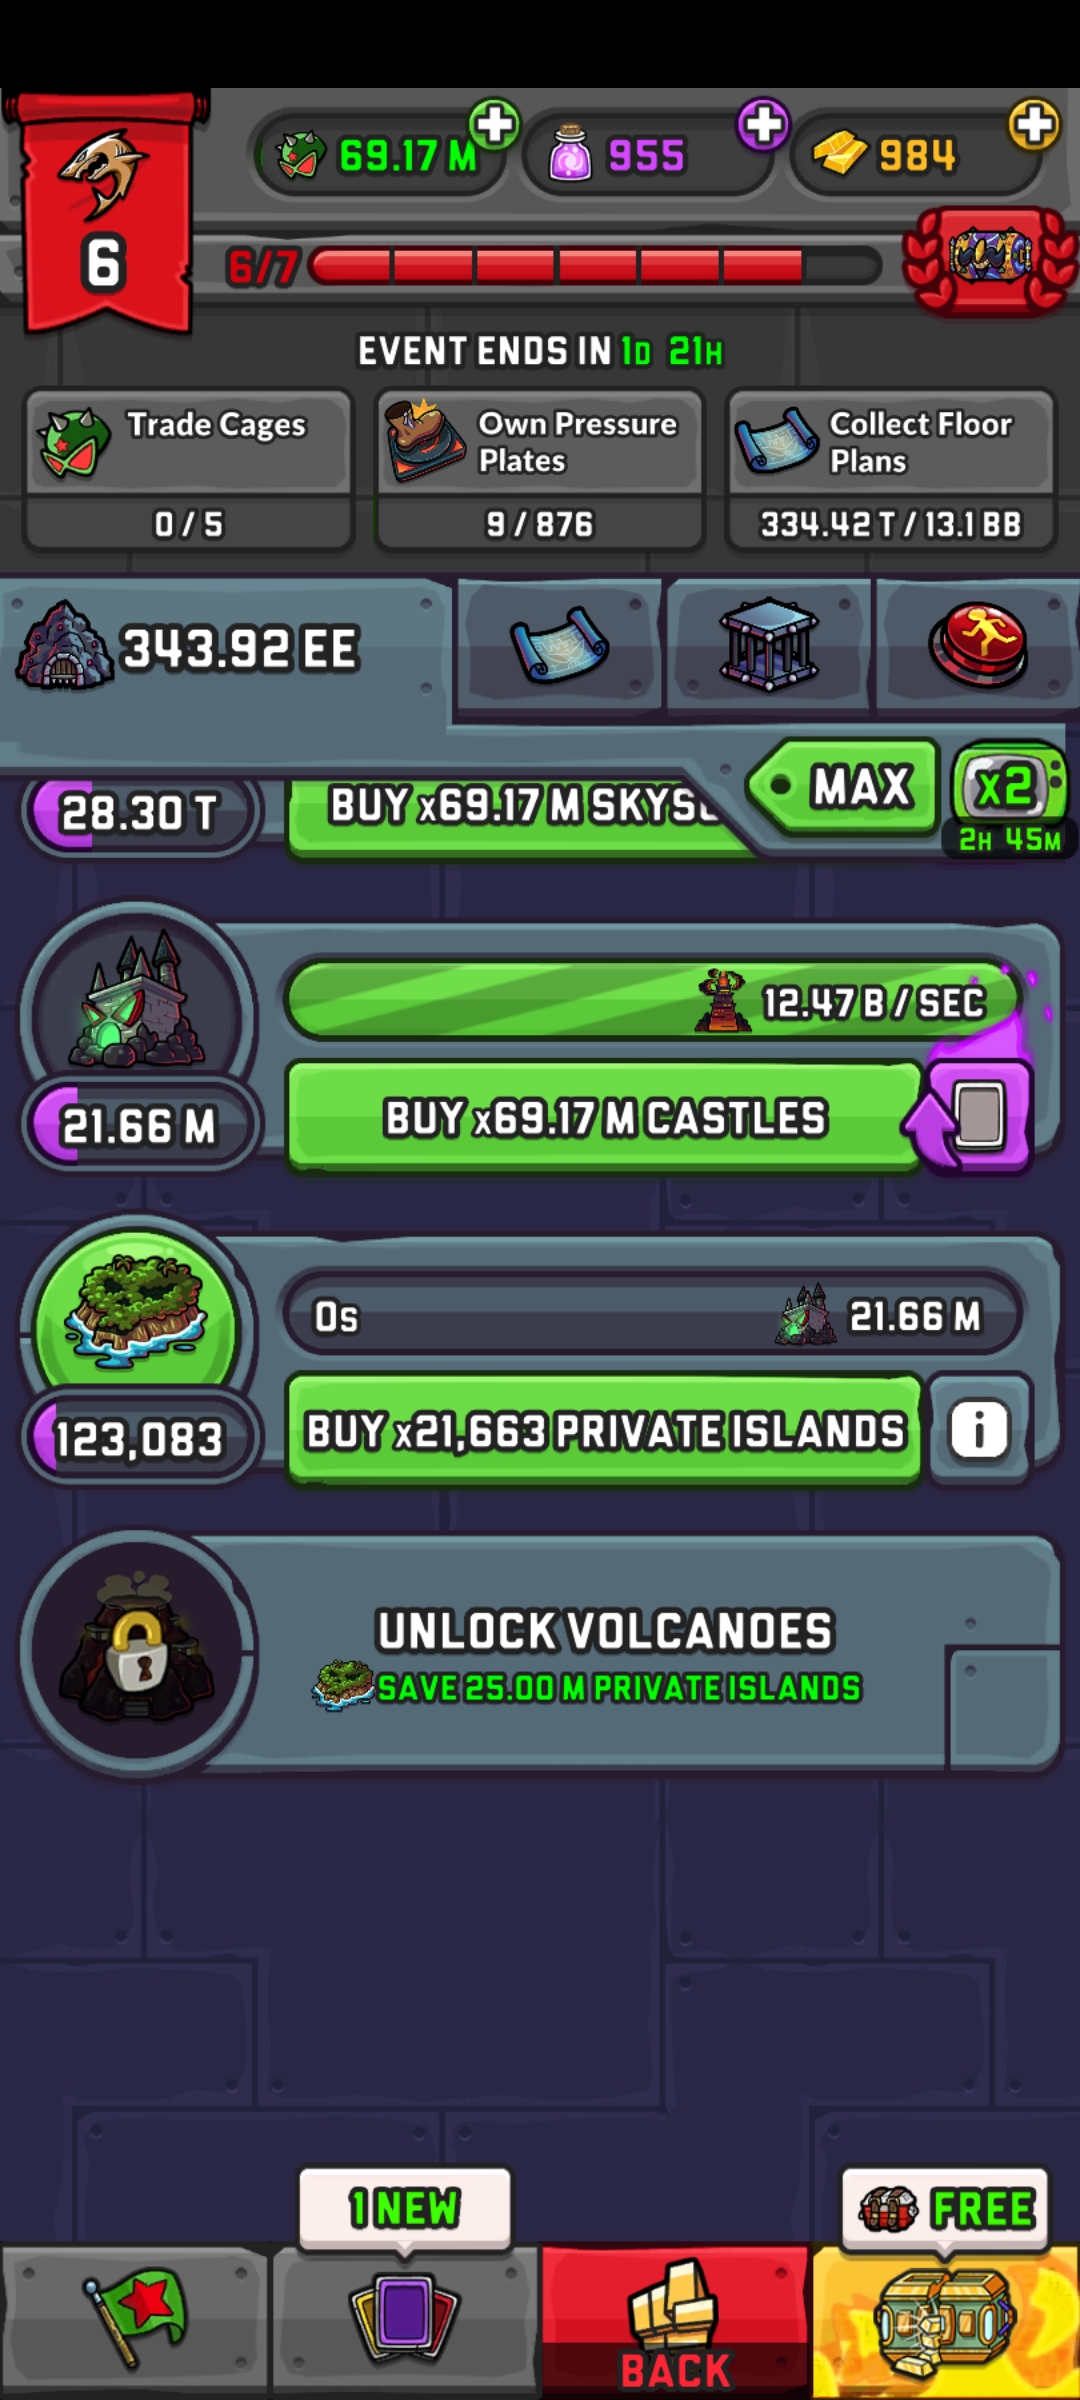 69.17 M
955
984
6
6/7
EVENT ENDS IN 1D 21H
Trade Cages
0 / 5
Own Pressure
Plates
9 / 876
Collect Floor
Plans
334.42 T / 13.1 BB
343.92 EE
MAX
x2
2H 45M
28.30 T
BUY x69.17 M
12.47 B / SEC
21.66 M
BUY x69.17 M CASTLES
0s
21.66 M
123,083
BUY x21,663 PRIVATE ISLANDS
i
UNLOCK VOLCANOES
SAVE 25.00 M PRIVATE ISLANDS
1 NEW
FREE
BACK